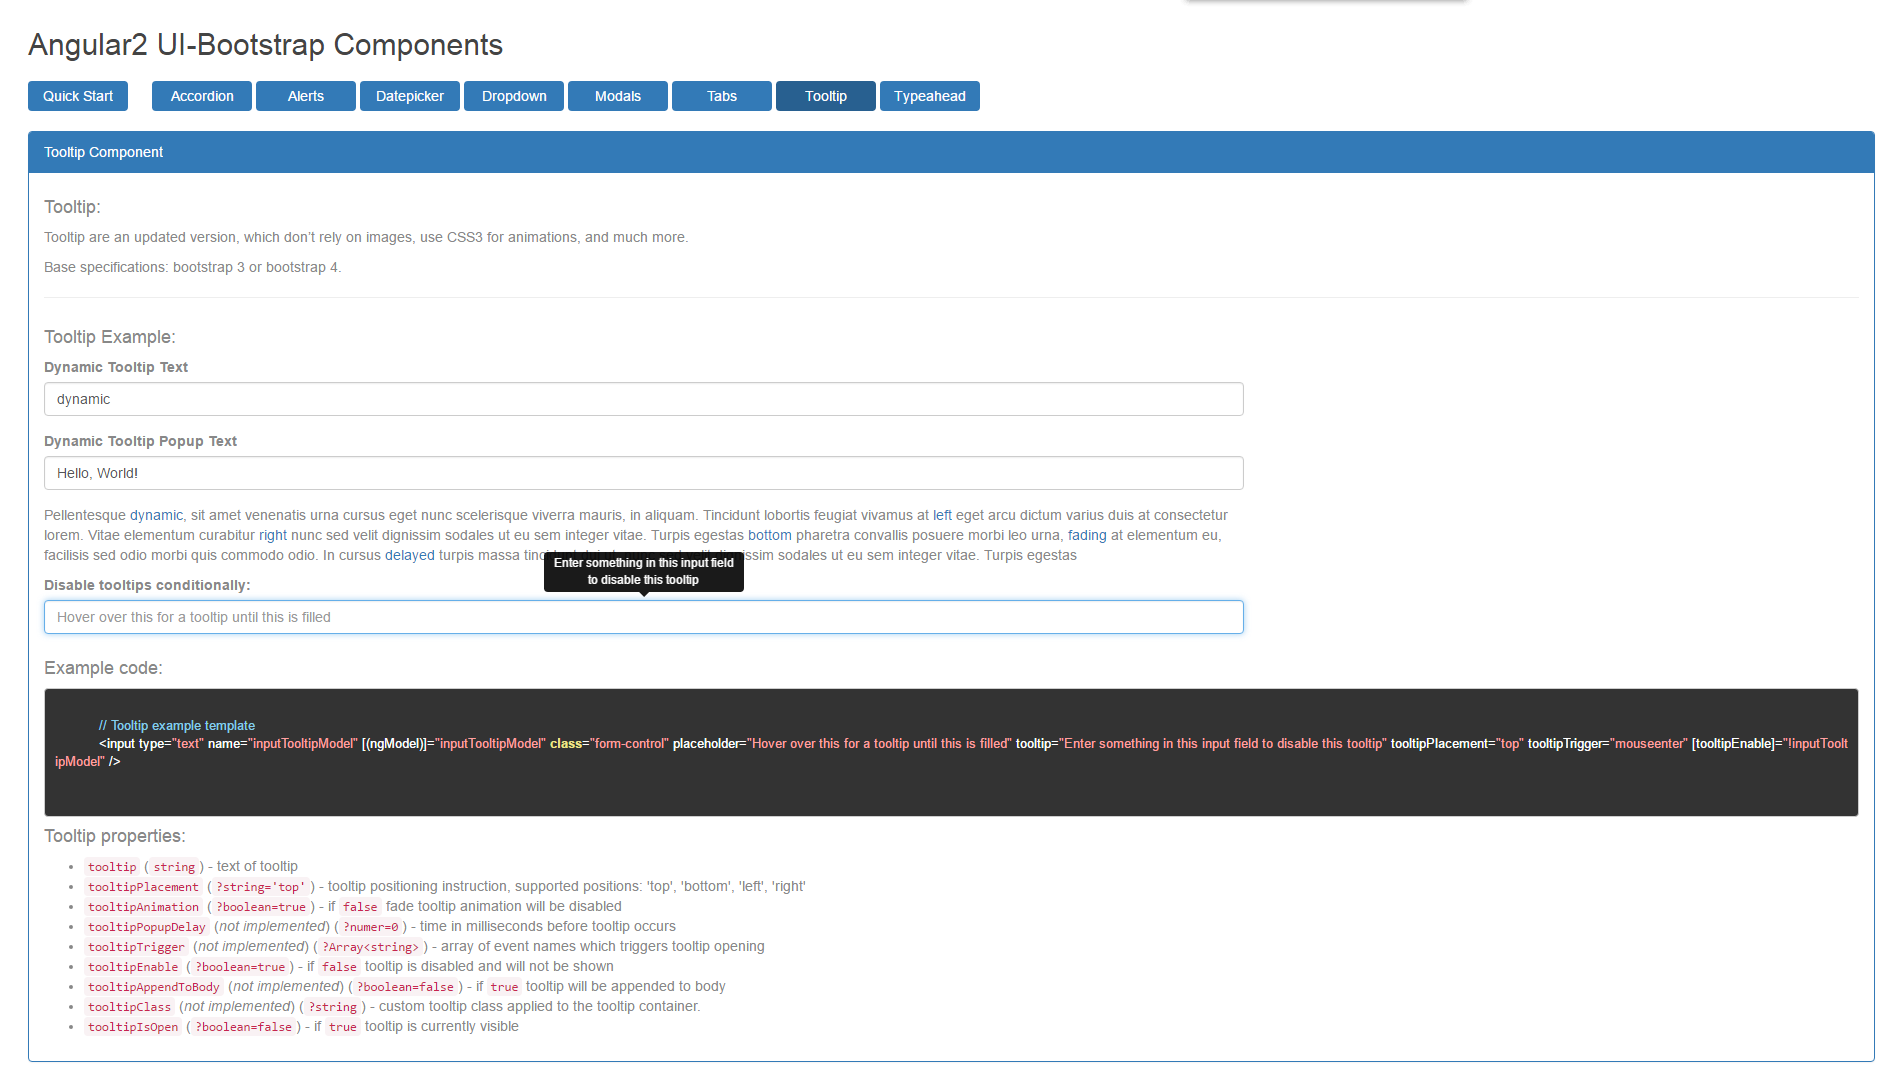 Angular2 UI-Bootstrap Components
Quick Start Accordion Alerts Datepicker Dropdown Modals Tabs Tooltip Typeahead
Tooltip Component
Tooltip:
Tooltip are an updated version, which don't rely on images, use CSS3 for animations, and much more.
Base specifications: bootstrap 3 or bootstrap 4.
Tooltip Example:
Dynamic Tooltip Text
dynamic
Dynamic Tooltip Popup Text
Hello, World!
Pellentesque dynamic, sit amet venenatis urna cursus eget nunc scelerisque viverra mauris, in aliquam. Tincidunt lobortis feugiat vivamus at left eget arcu dictum varius duis at consectetur
lorem. Vitae elementum curabitur right nunc sed velit dignissim sodales ut eu sem integer vitae. Turpis egestas bottom pharetra convallis posuere morbi leo urna, fading at elementum eu,
facilisis sed odio morbi quis commodo odio. In cursus delayed turpis massa sodales ut eu sem integer vitae. Turpis egestas
Enter something in this input field
to disable this tooltip
Disable tooltips conditionally:
Hover over this for a tooltip until this is filled
Example code:
// Tooltip example template
<input type="text" name="inputTooltipModel" [(ngModel)]="inputTooltipModel" class="form-control" placeholder="Hover over this for a tooltip until this is filled" tooltip="Enter something in this input field to disable this tooltip" tooltipPlacement="top" tooltipTrigger="mouseenter" [tooltipEnable]="!inputToolt
ipModel" />
Tooltip properties:
• tooltip ( string ) - text of tooltip
• tooltipPlacement ( ?string='top' ) - tooltip positioning instruction, supported positions: 'top', 'bottom', 'left', 'right'
• tooltipAnimation ( ?boolean=true ) - if false fade tooltip animation will be disabled
• tooltipPopupDelay (not implemented) ( ?numer=0 ) - time in milliseconds before tooltip occurs
• tooltipTrigger (not implemented) ( ?Array<string> ) - array of event names which triggers tooltip opening
• tooltipEnable ( ?boolean=true ) - if false tooltip is disabled and will not be shown
• tooltipAppendToBody (not implemented) ( ?boolean=false ) - if true tooltip will be appended to body
• tooltipClass (not implemented) ( ?string ) - custom tooltip class applied to the tooltip container.
• tooltipIsOpen ( ?boolean=false ) - if true tooltip is currently visible